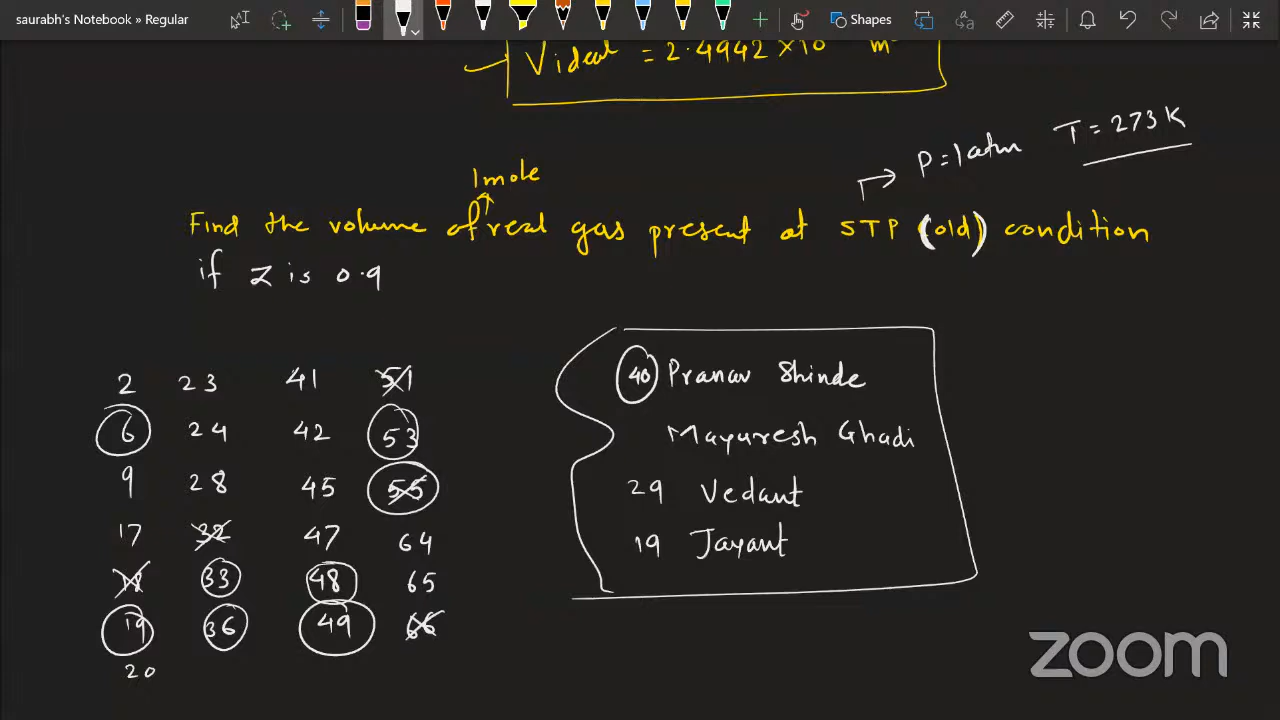 saurabh's Notebook » Regular
Shapes
V ideal = 2.4942 × 10 m
P = 1 atm T = 273 K
1 mole
Find the volume of real gas present at STP (old) condition
if Z is 0.9
2 23 41 51
6 24 42 53
9 28 45 55
17 32 47 64
18 33 48 65
19 36 49 66
20
40 Pranav Shinde
Mayuresh Ghadi
29 Vedant
19 Jayant
zoom